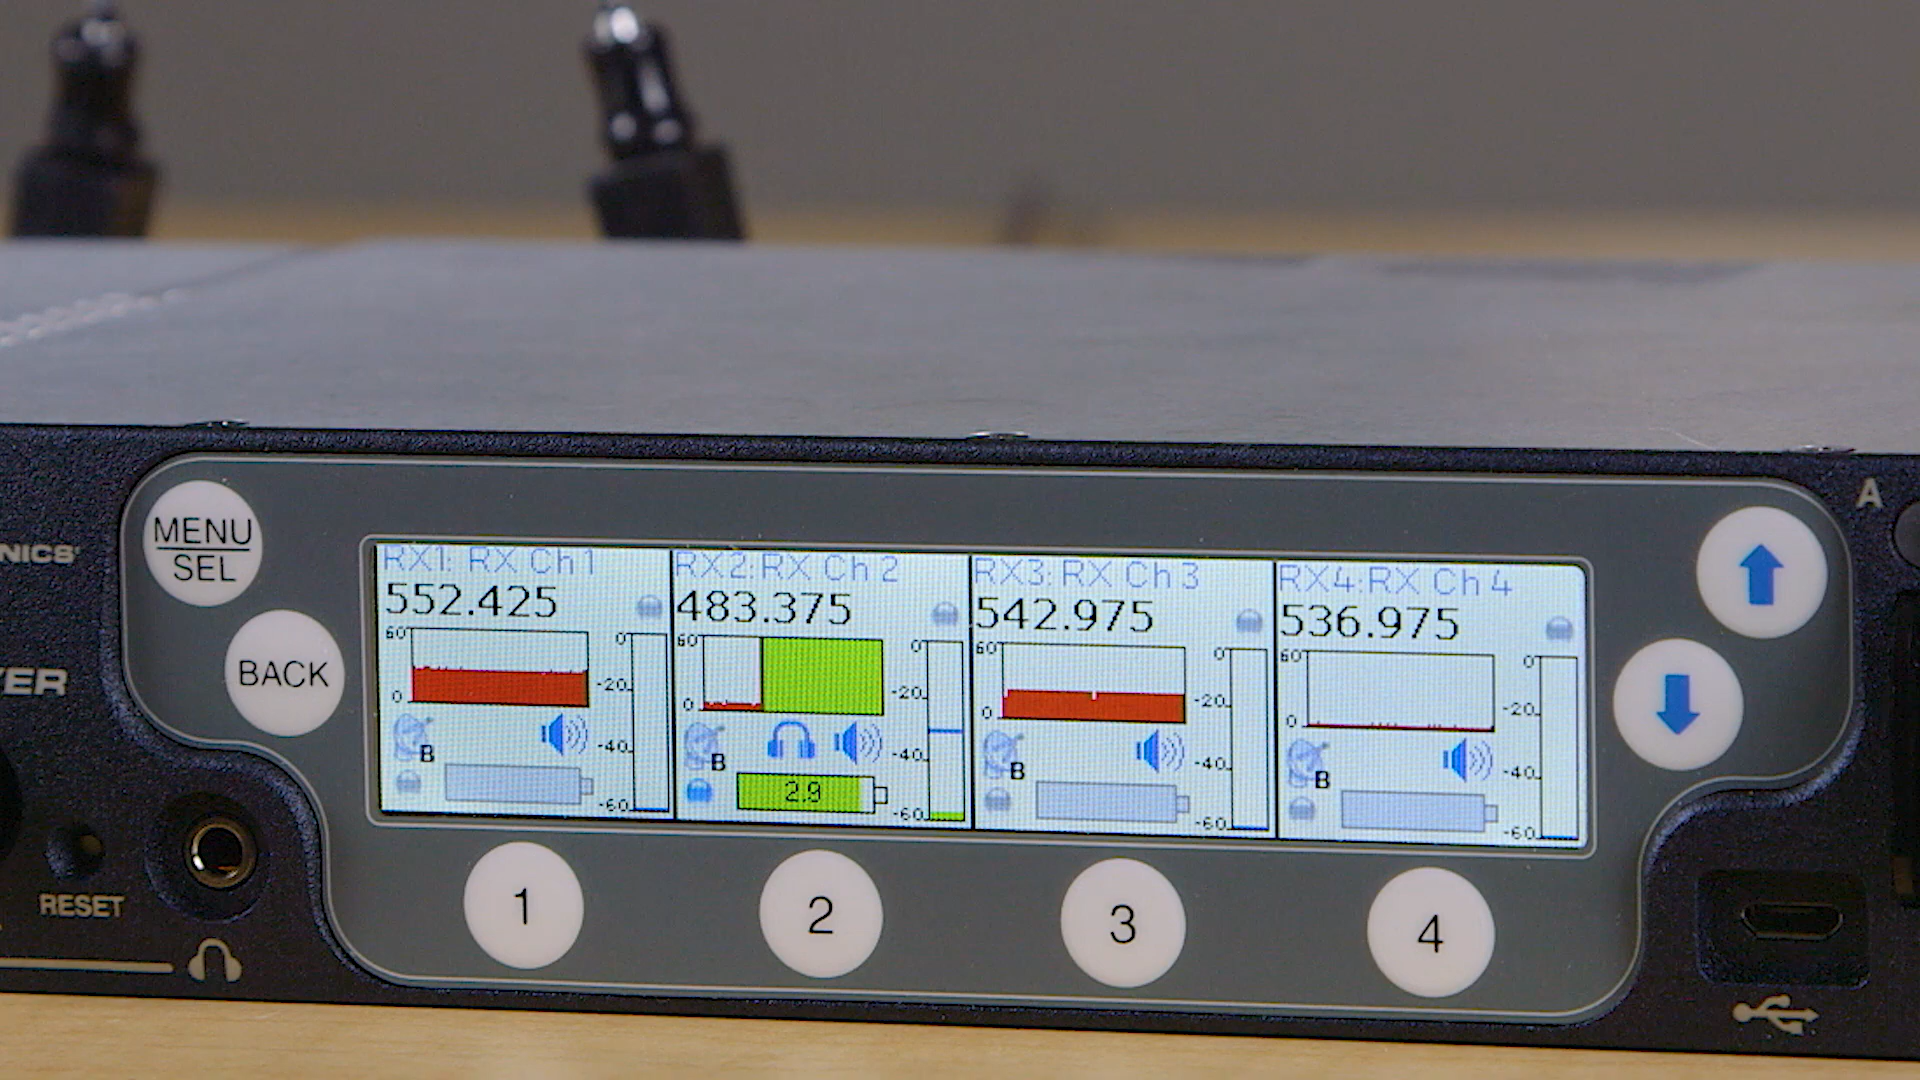 A
MENU
SEL
BACK
NICS
YER
RESET
RX1: RX Ch 1
552.425
60
0
0
-20
-40
-60
B
RX2:RX Ch 2
483.375
60
0
0
-20
-40
-60
B
2.9
RX3:RX Ch 3
542.975
60
0
0
-20
-40
-60
B
RX4:RX Ch 4
536.975
60
0
0
-20
-40
-60
B
1
2
3
4